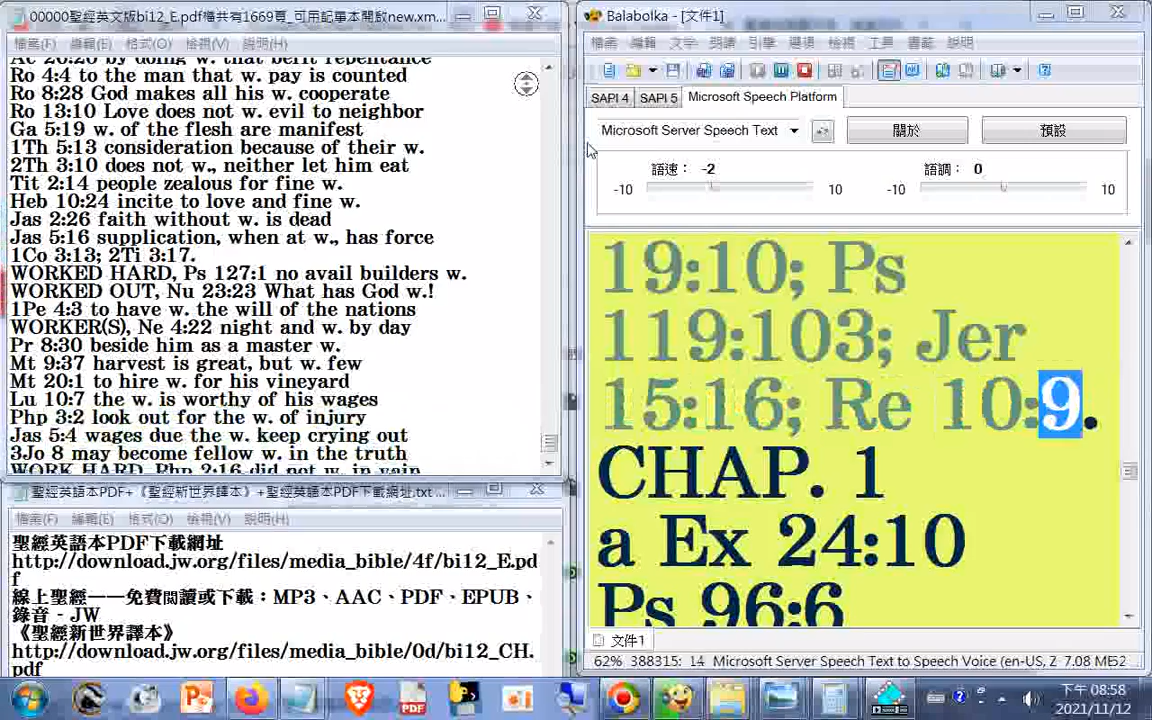 00000聖經英文版bi12_E.pdf檔共有1669頁_可用記事本開啟new.xm...
檔案(F) 編輯(E) 格式(O) 檢視(V) 說明(H)
Ac 26:20 by doing w. that befit repentance
Ro 4:4 to the man that w. pay is counted
Ro 8:28 God makes all his w. cooperate
Ro 13:10 Love does not w. evil to neighbor
Ga 5:19 w. of the flesh are manifest
1Th 5:13 consideration because of their w.
2Th 3:10 does not w., neither let him eat
Tit 2:14 people zealous for fine w.
Heb 10:24 incite to love and fine w.
Jas 2:26 faith without w. is dead
Jas 5:16 supplication, when at w., has force
1Co 3:13; 2Ti 3:17.
WORKED HARD, Ps 127:1 no avail builders w.
WORKED OUT, Nu 23:23 What has God w.!
1Pe 4:3 to have w. the will of the nations
WORKER(S), Ne 4:22 night and w. by day
Pr 8:30 beside him as a master w.
Mt 9:37 harvest is great, but w. few
Mt 20:1 to hire w. for his vineyard
Lu 10:7 the w. is worthy of his wages
Php 3:2 look out for the w. of injury
Jas 5:4 wages due the w. keep crying out
3Jo 8 may become fellow w. in the truth
WORK HARD, Php 2:16 did not w. in vain
聖經英語本PDF+《聖經新世界譯本》+聖經英語本PDF下載網址.txt ...
檔案(F) 編輯(E) 格式(O) 檢視(V) 說明(H)
聖經英語本PDF下載網址
http://download.jw.org/files/media_bible/4f/bi12_E.pd
f
線上聖經——免費閱讀或下載：MP3、AAC、PDF、EPUB、
錄音 - JW
《聖經新世界譯本》
http://download.jw.org/files/media_bible/0d/bi12_CH.
pdf
Balabolka - [文件1]
檔案 編輯 文字 朗讀 引擎 選項 檢視 工具 書籤 說明
SAPI 4 SAPI 5 Microsoft Speech Platform
Microsoft Server Speech Text 關於 預設
語速： -2 語調： 0
-10 10 -10 10
19:10; Ps
119:103; Jer
15:16; Re 10:9.
CHAP. 1
a Ex 24:10
Ps 96:6
文件1
62% 388315: 14 Microsoft Server Speech Text to Speech Voice (en-US, Z 7.08 MB
下午 08:58
2021/11/12